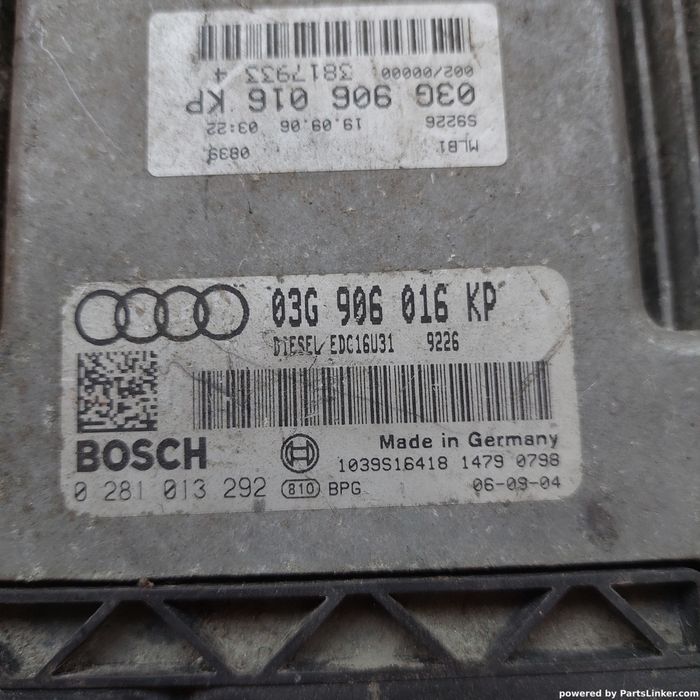 002/00000: 3817933 4
03G 906 016 KP
S9226 19.09.06 03:22
MLB1 0839
03G 906 016 KP
DIESEL EDC16U31 9226
BOSCH
Made in Germany
1039S16418 1479 0798
0 281 013 292 810 BPG 06-09-04
powered by PartsLinker.com